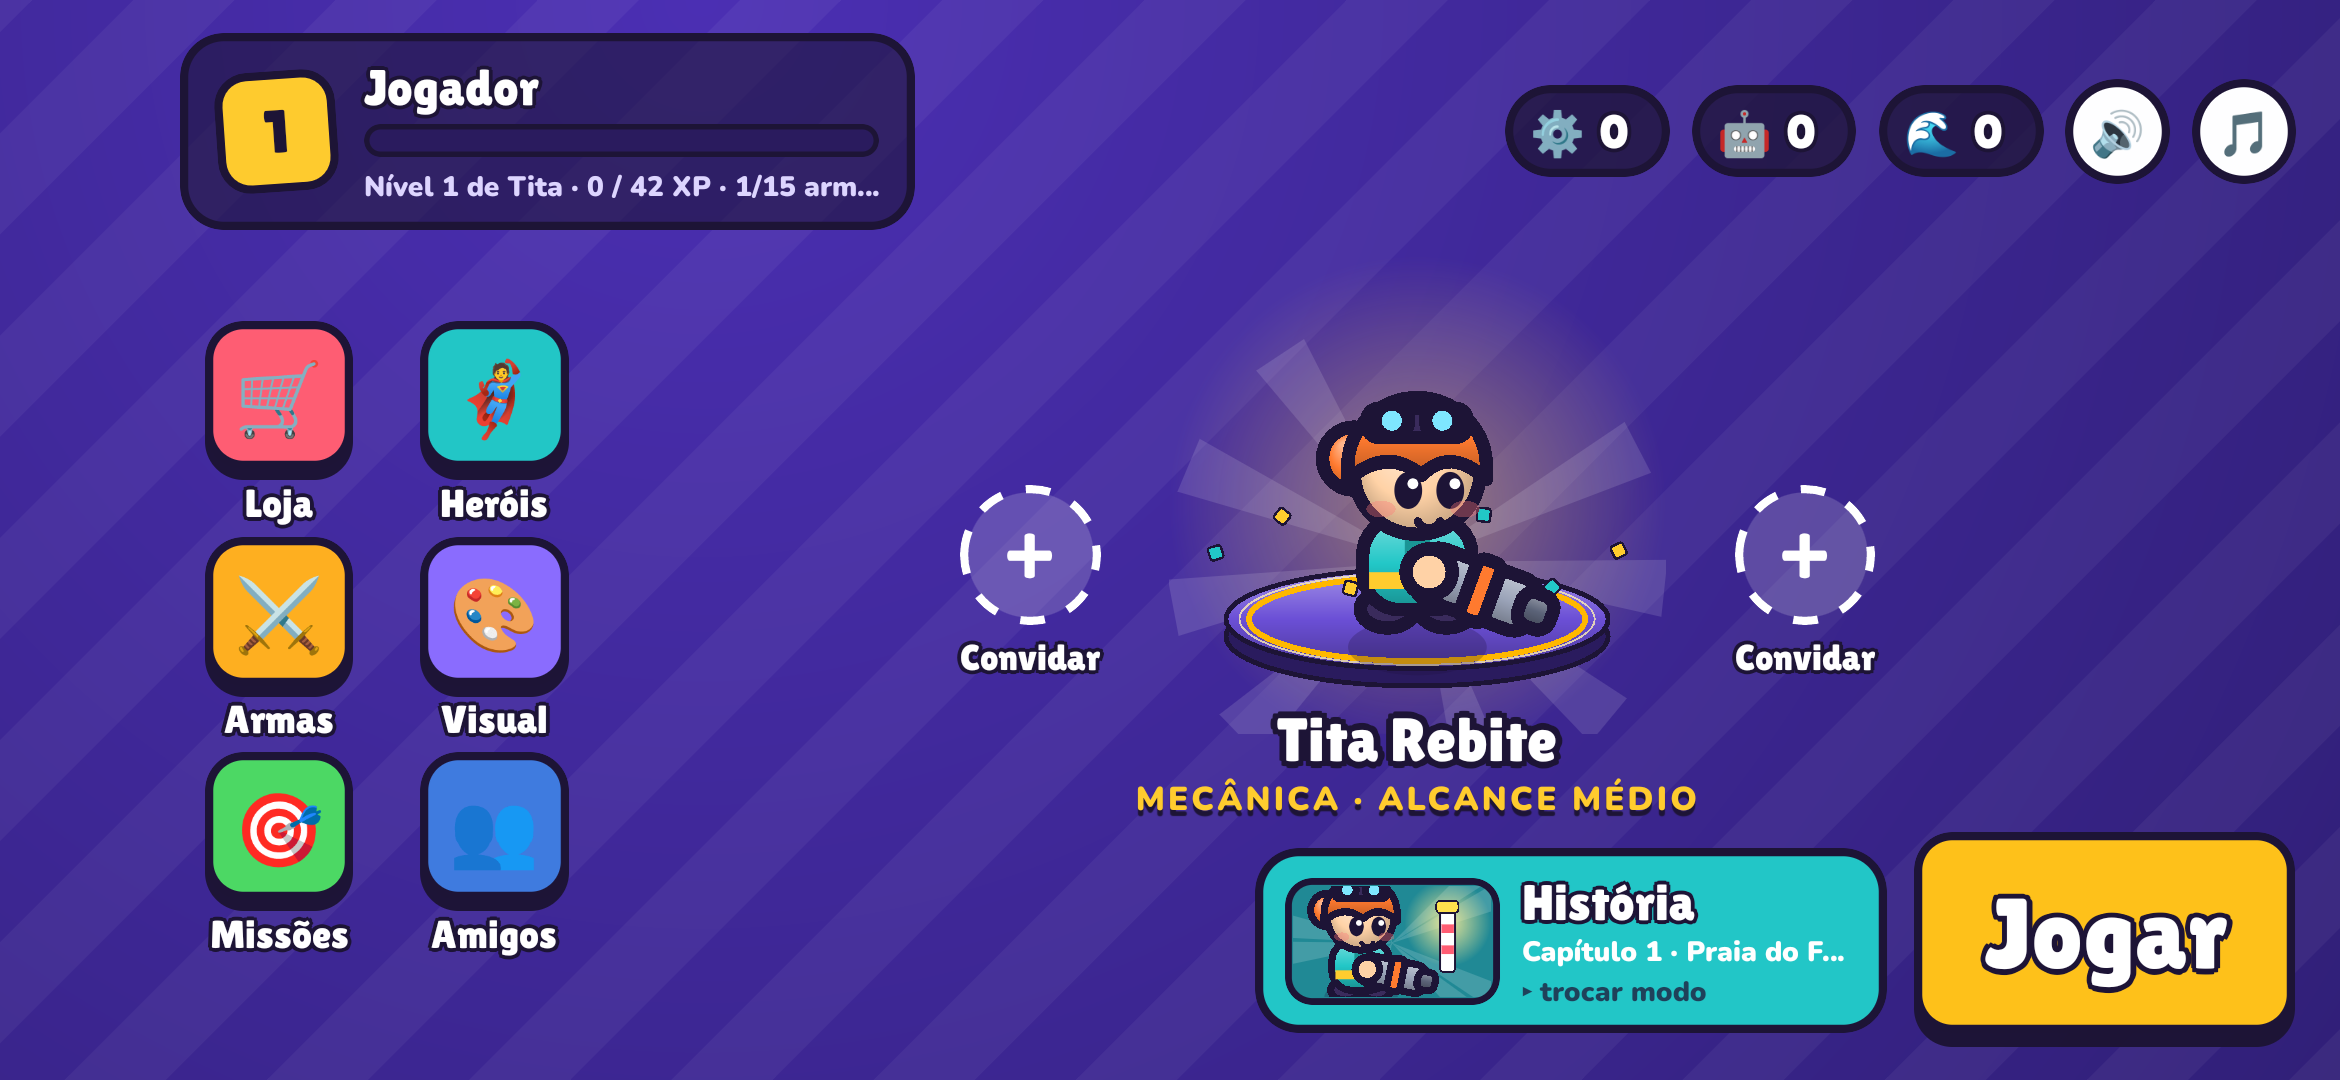 1
Jogador
Nível 1 de Tita · 0 / 42 XP · 1/15 arm...
0
0
0
Loja
Heróis
Armas
Visual
Missões
Amigos
Convidar
Convidar
Tita Rebite
MECÂNICA · ALCANCE MÉDIO
História
Capítulo 1 · Praia do F...
▸ trocar modo
Jogar